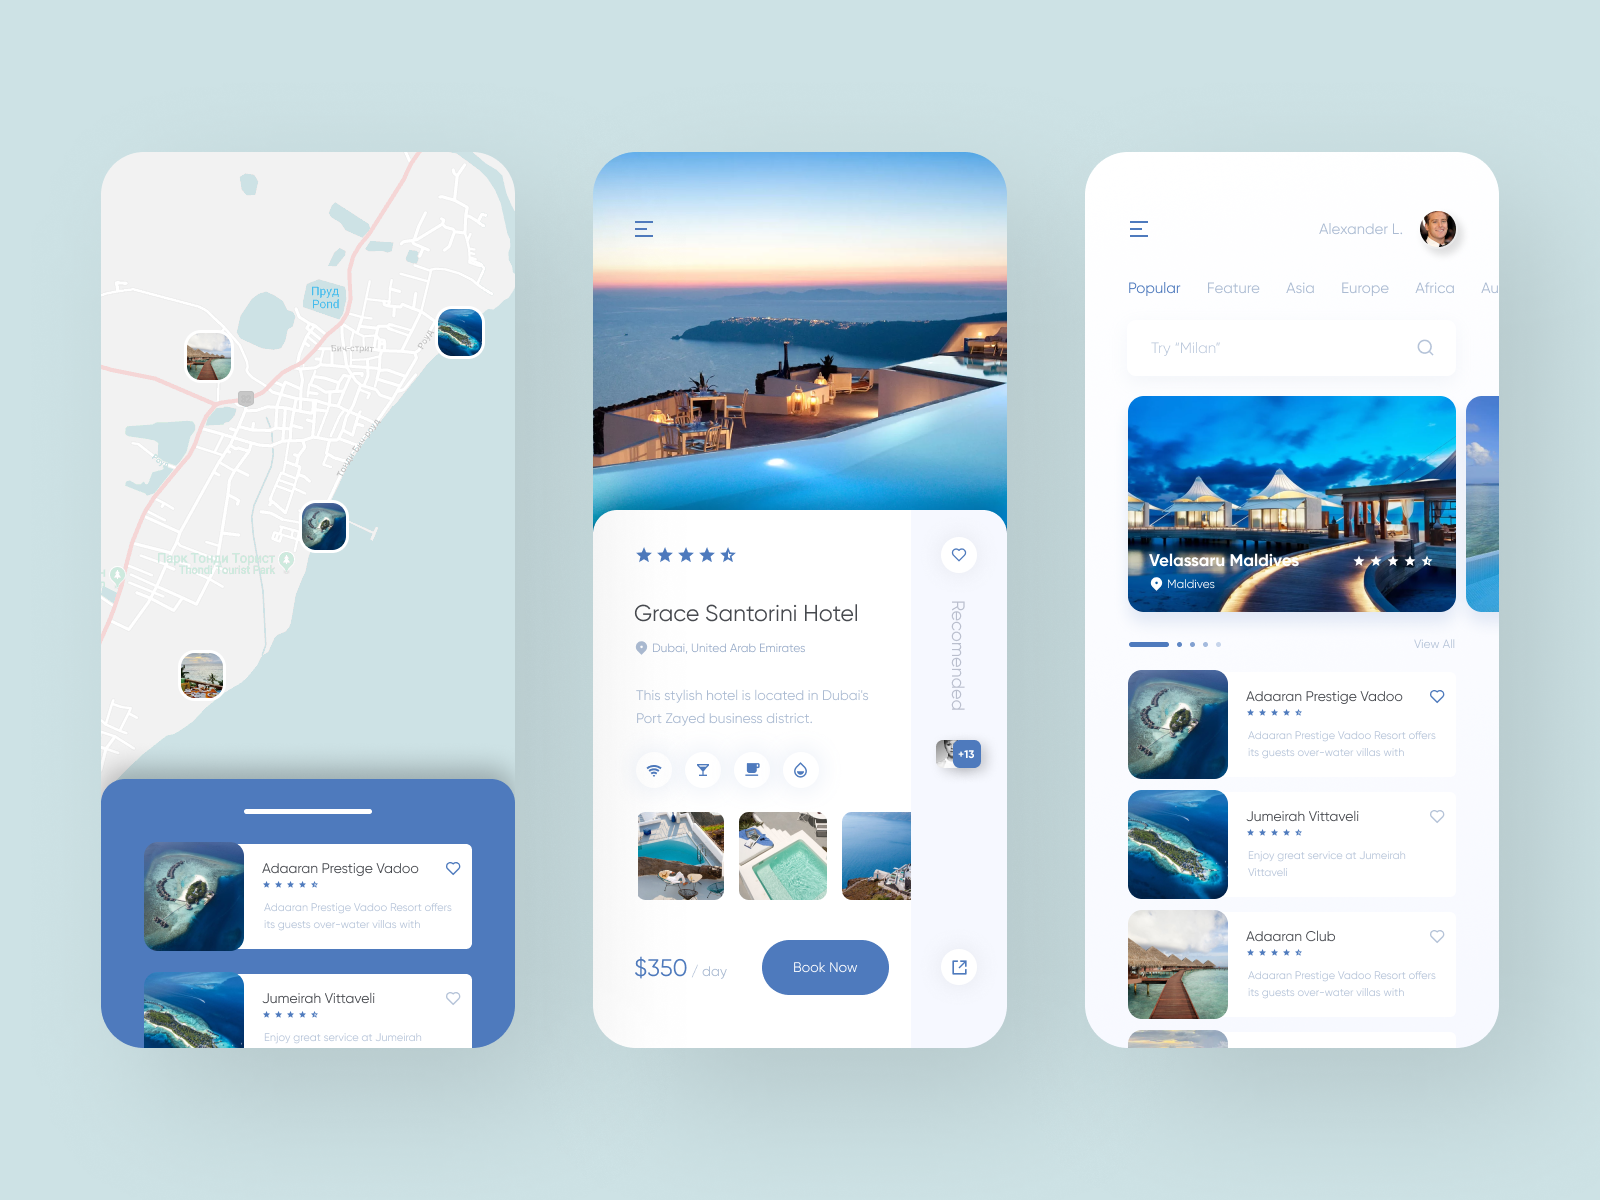 Пруд
Pond
Бич-стрит
Роуд
Тонди Бич-роуд
Парк ТондиТорист
Thondi Tourist Park
Adaaran Prestige Vadoo
Adaaran Prestige Vadoo Resort offers
its guests over-water villas with
Jumeirah Vittaveli
Enjoy great service at Jumeirah
Grace Santorini Hotel
Dubai, United Arab Emirates
This stylish hotel is located in Dubai's
Port Zayed business district.
$350 / day
Book Now
Recomended
+13
Alexander L.
Popular Feature Asia Europe Africa Au
Try "Milan"
Velassaru Maldives
Maldives
View All
Adaaran Prestige Vadoo
Adaaran Prestige Vadoo Resort offers
its guests over-water villas with
Jumeirah Vittaveli
Enjoy great service at Jumeirah
Vittaveli
Adaaran Club
Adaaran Prestige Vadoo Resort offers
its guests over-water villas with